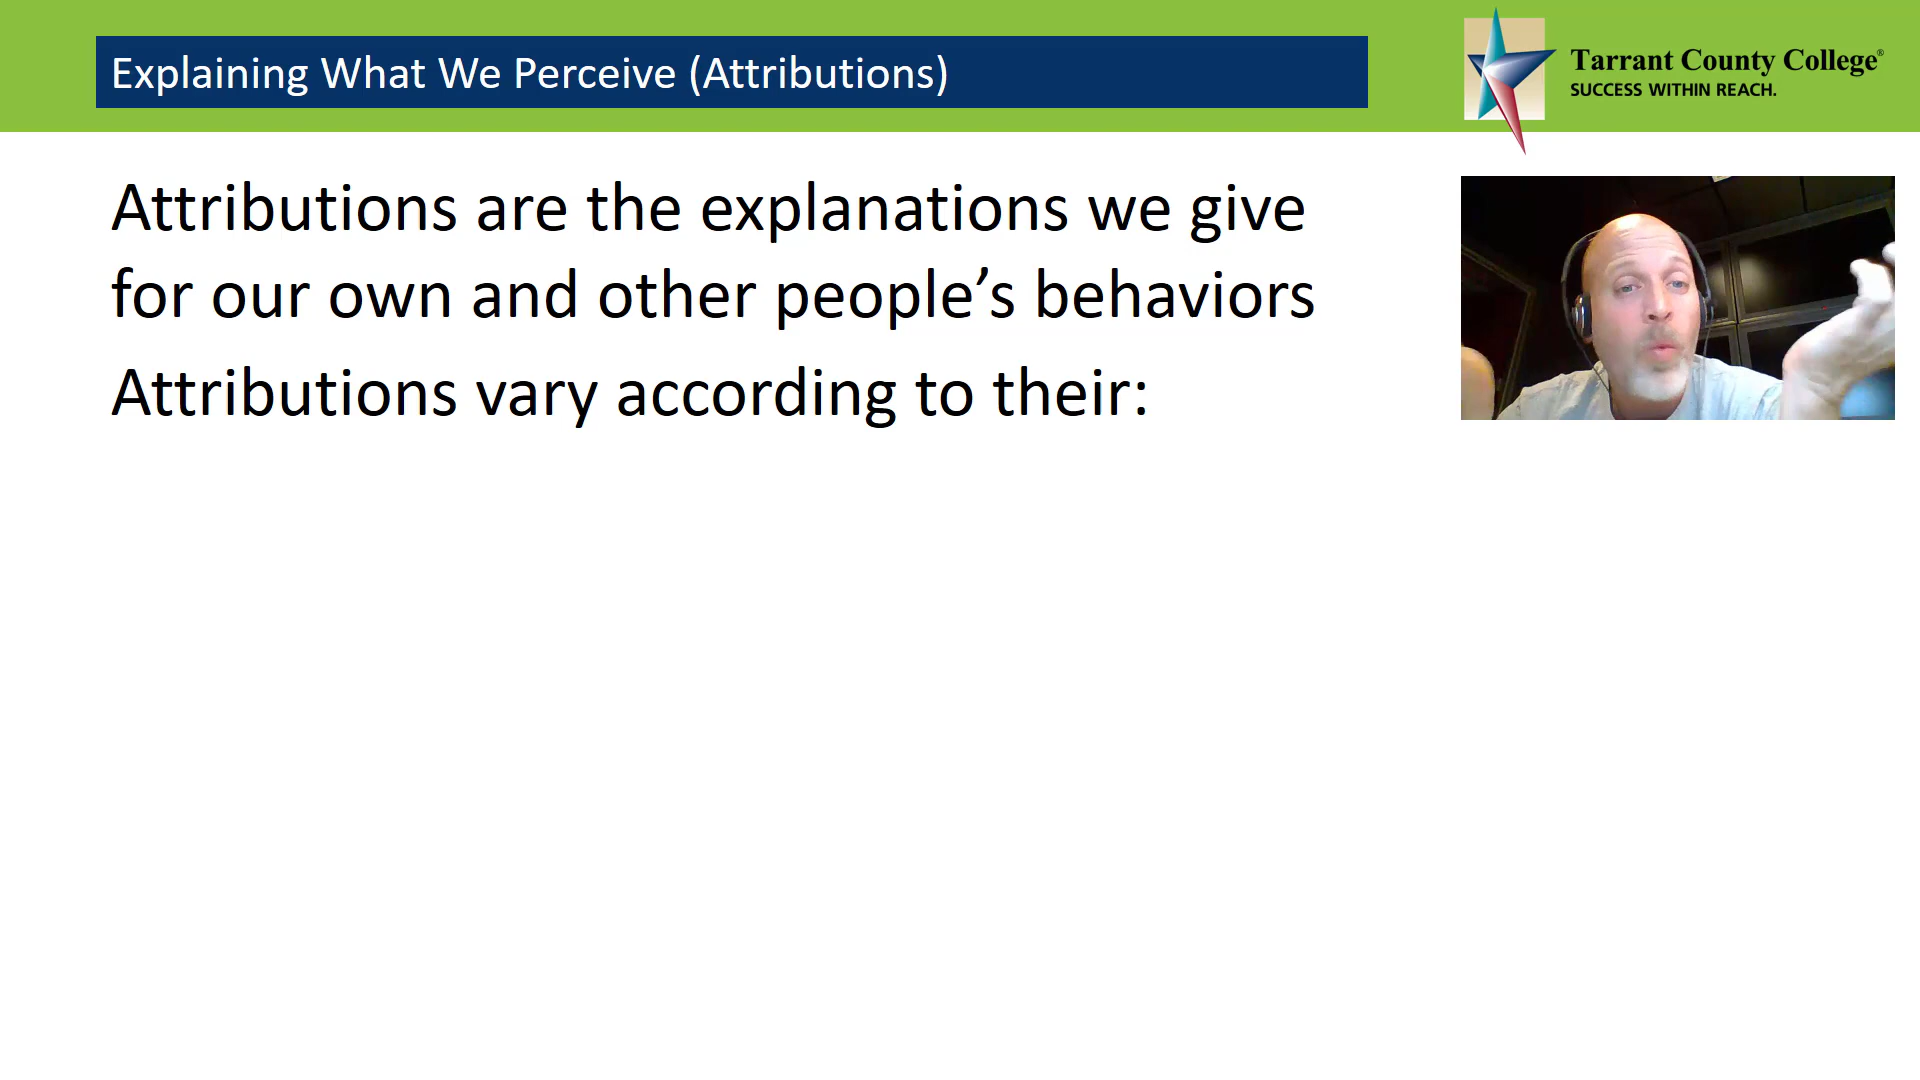 Explaining What We Perceive (Attributions)
Tarrant County College®
SUCCESS WITHIN REACH.
Attributions are the explanations we give
for our own and other people’s behaviors
Attributions vary according to their: